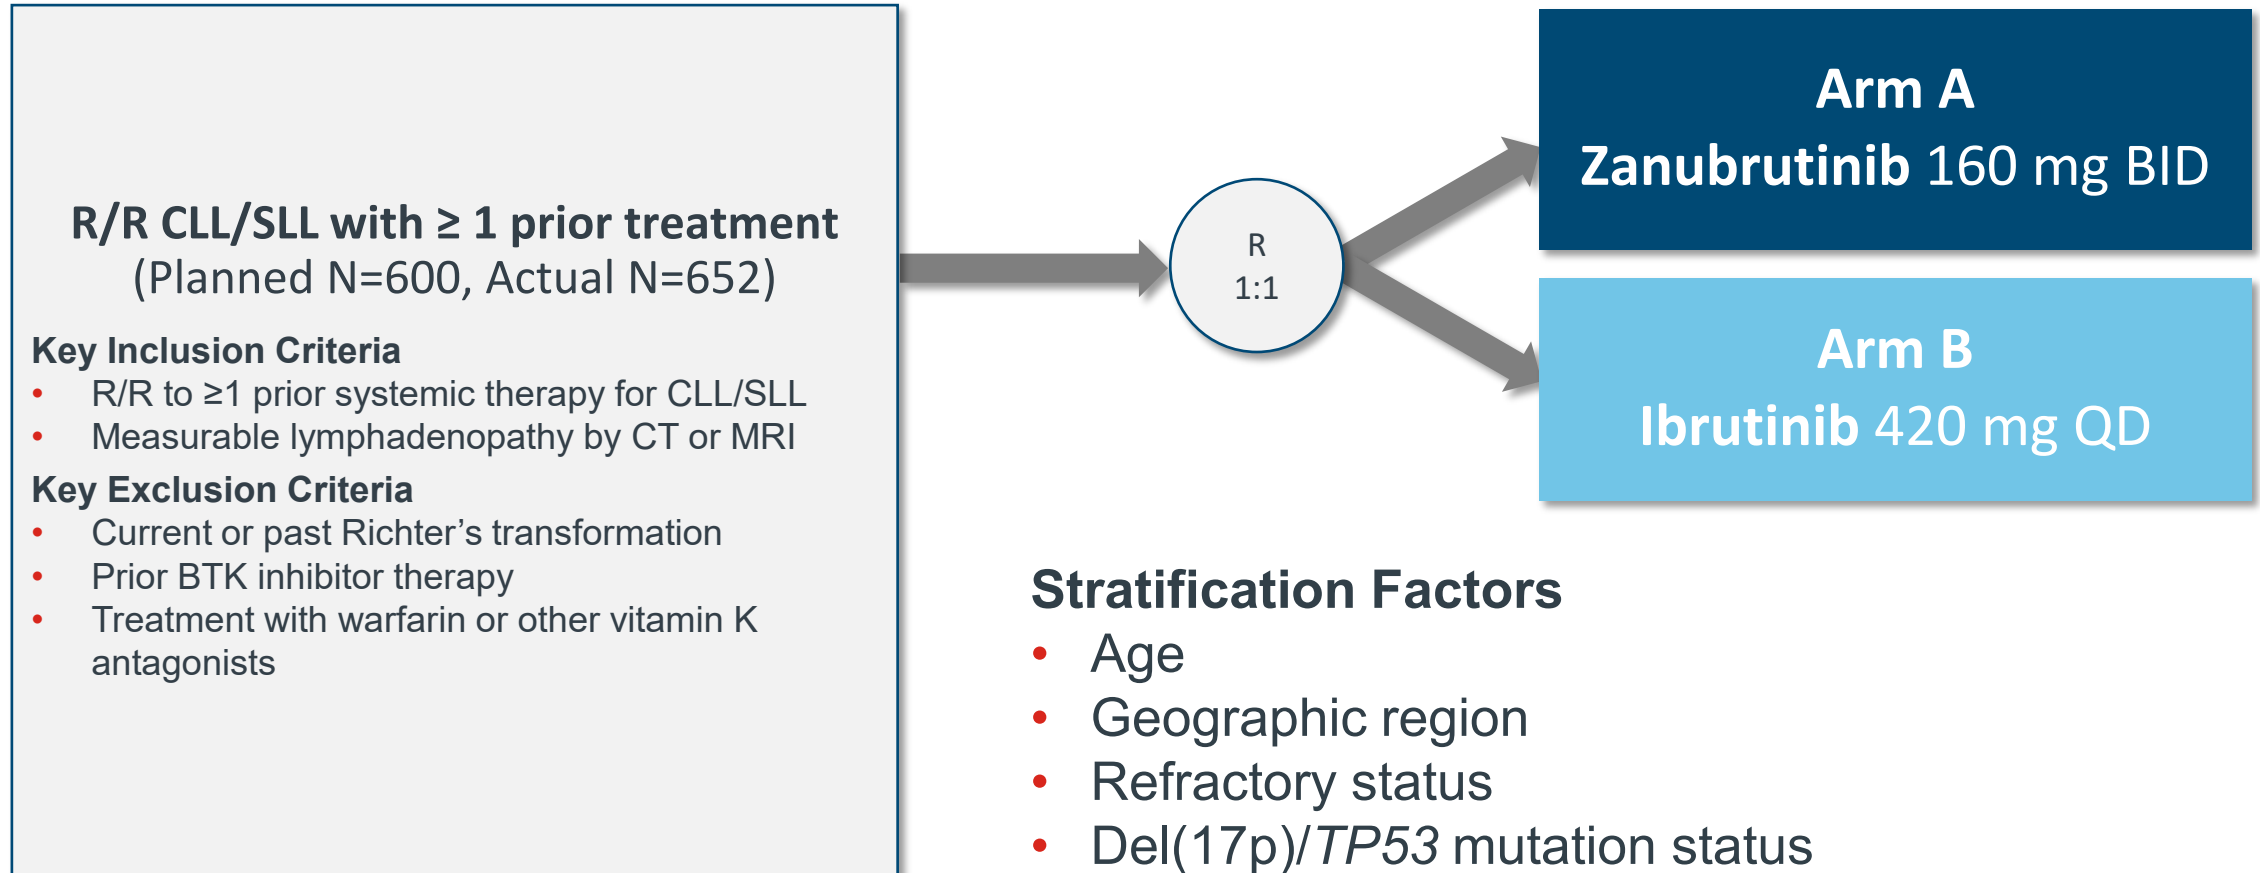 R/R CLL/SLL with ≥ 1 prior treatment
(Planned N=600, Actual N=652)
Key Inclusion Criteria
• R/R to ≥1 prior systemic therapy for CLL/SLL
• Measurable lymphadenopathy by CT or MRI
Key Exclusion Criteria
• Current or past Richter’s transformation
• Prior BTK inhibitor therapy
• Treatment with warfarin or other vitamin K
antagonists
R
1:1
Arm A
Zanubrutinib 160 mg BID
Arm B
Ibrutinib 420 mg QD
Stratification Factors
• Age
• Geographic region
• Refractory status
• Del(17p)/TP53 mutation status